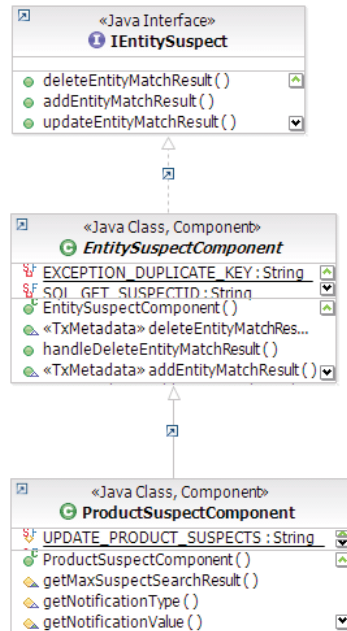 «Java Interface»
IEntitySuspect
deleteEntityMatchResult ( )
addEntityMatchResult ( )
updateEntityMatchResult ( )
«Java Class, Component»
EntitySuspectComponent
EXCEPTION_DUPLICATE_KEY : String
SQL_GET_SUSPECTID : String
EntitySuspectComponent ( )
«TxMetadata» deleteEntityMatchRes...
handleDeleteEntityMatchResult ( )
«TxMetadata» addEntityMatchResult ( )
«Java Class, Component»
ProductSuspectComponent
UPDATE_PRODUCT_SUSPECTS : String
ProductSuspectComponent ( )
getMaxSuspectSearchResult ( )
getNotificationType ( )
getNotificationValue ( )